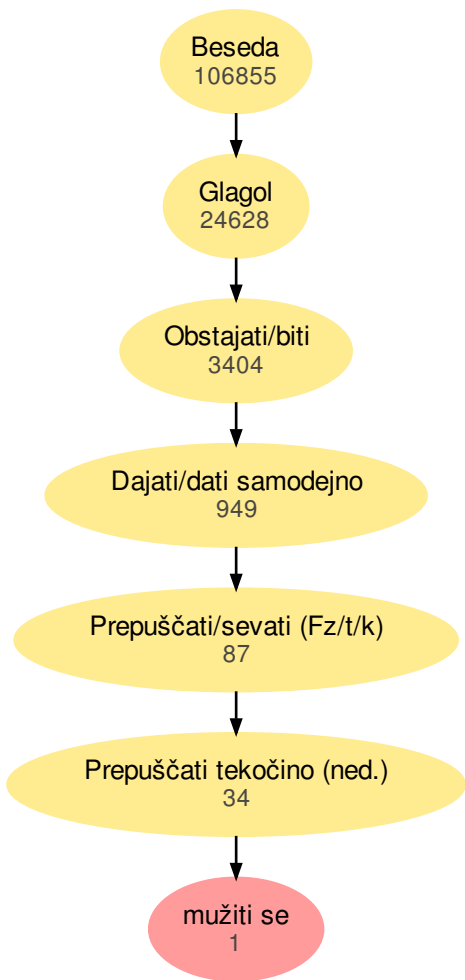 Beseda
106855
Glagol
24628
Obstajati/biti
3404
Dajati/dati samodejno
949
Prepuščati/sevati (Fz/t/k)
87
Prepuščati tekočino (ned.)
34
mužiti se
1